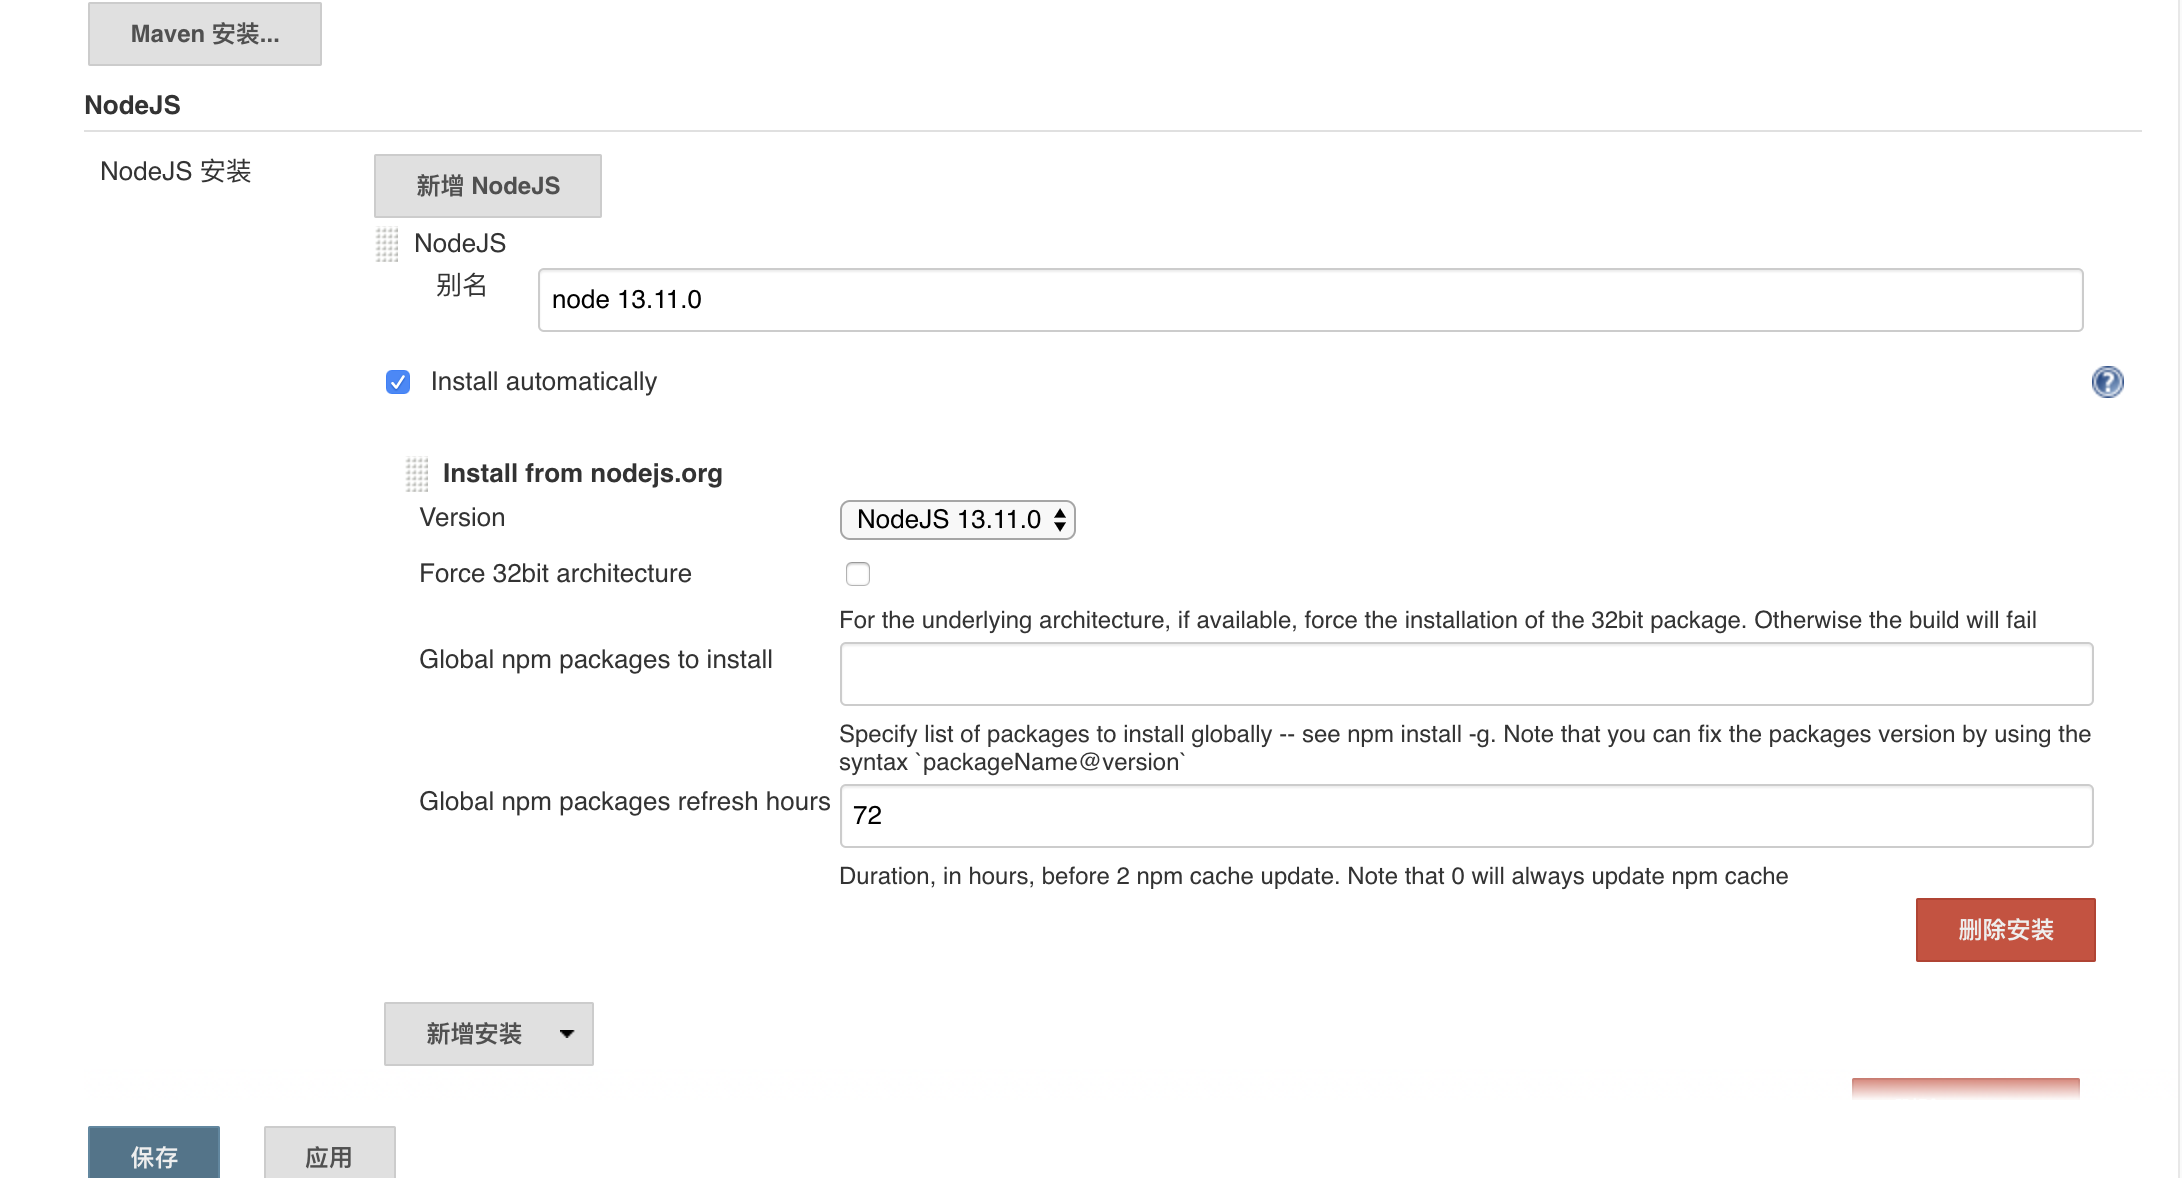 Maven 安装...
NodeJS
NodeJS 安装
新增 NodeJS
NodeJS
别名
node 13.11.0
Install automatically
Install from nodejs.org
Version
NodeJS 13.11.0
Force 32bit architecture
For the underlying architecture, if available, force the installation of the 32bit package. Otherwise the build will fail
Global npm packages to install
Specify list of packages to install globally -- see npm install -g. Note that you can fix the packages version by using the
syntax `packageName@version`
Global npm packages refresh hours
72
Duration, in hours, before 2 npm cache update. Note that 0 will always update npm cache
删除安装
新增安装
保存
应用